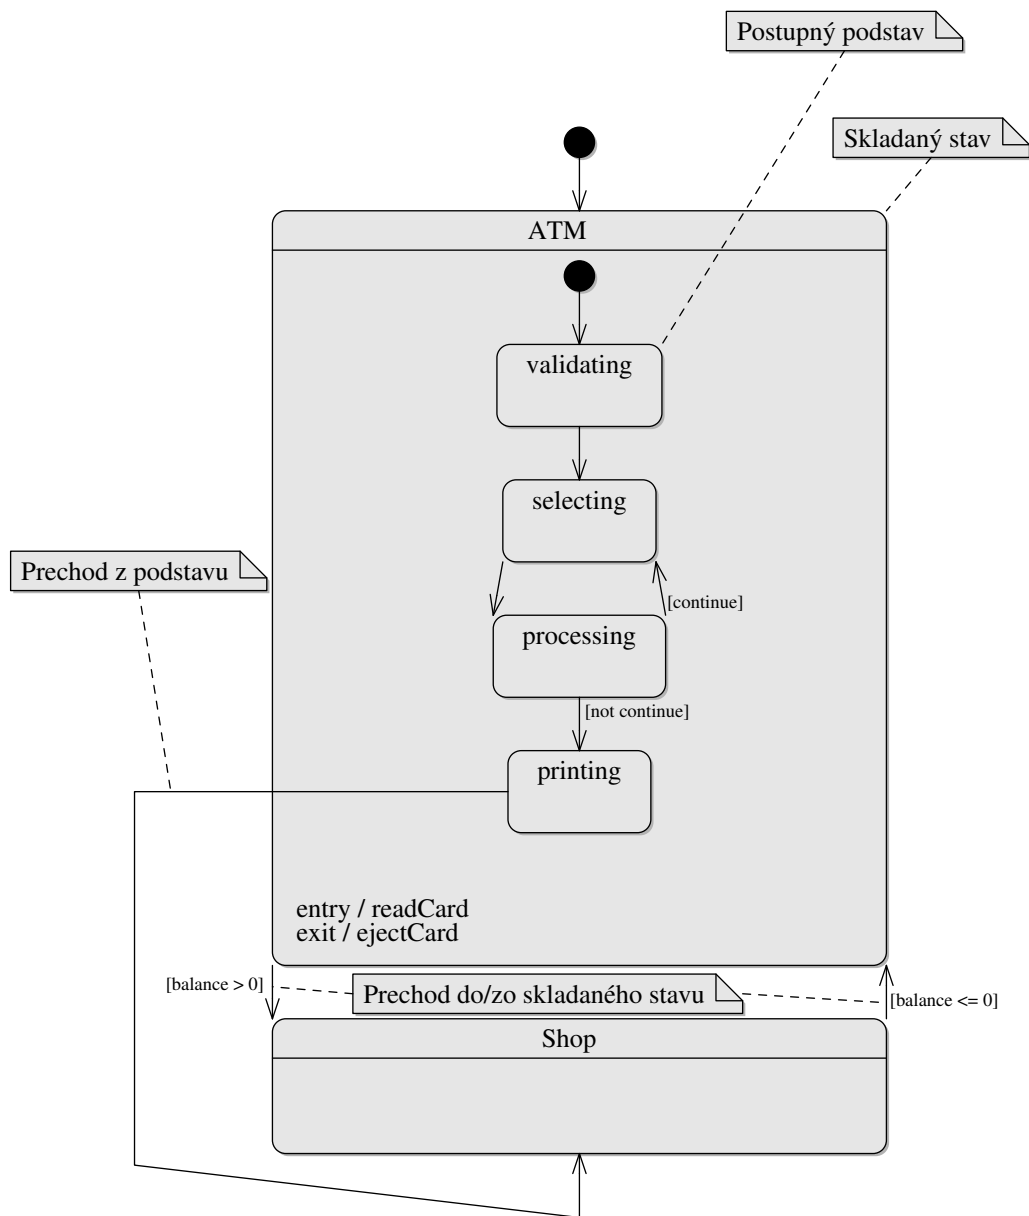 Postupný podstav
Skladaný stav
ATM
validating
selecting
Prechod z podstavu
[continue]
processing
[not continue]
printing
entry / readCard
exit / ejectCard
[balance > 0]
Prechod do/zo skladaného stavu
[balance <= 0]
Shop